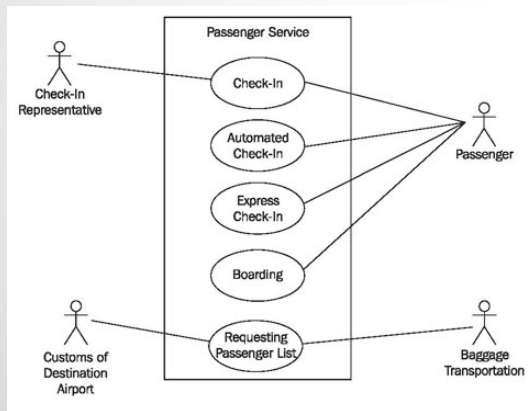 Passenger Service
Check-In
Representative
Check-In
Automated
Check-In
Passenger
Express
Check-In
Boarding
Customs of
Destination
Airport
Requesting
Passenger List
Baggage
Transportation